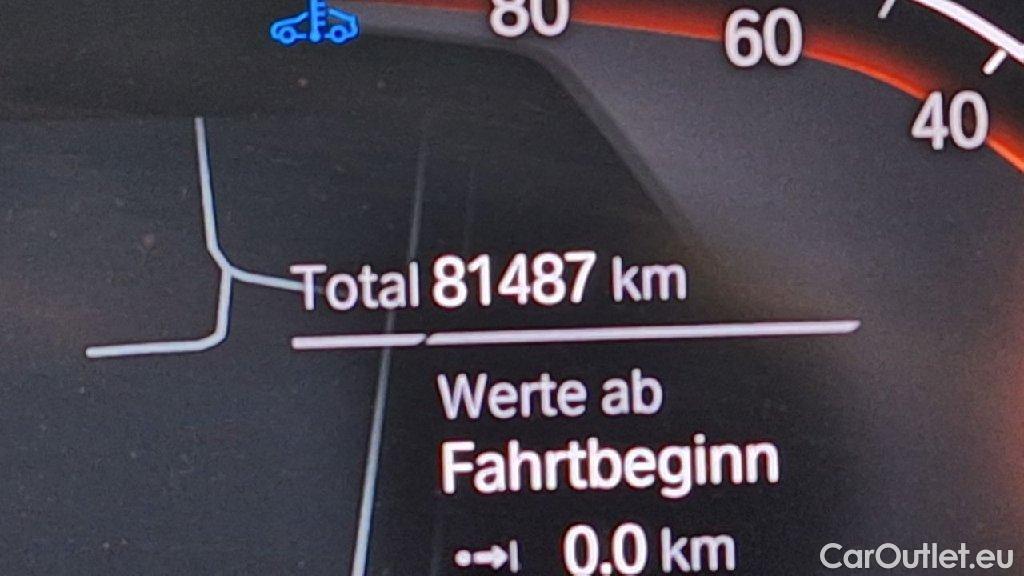 80
60
40
Total 81487 km
Werte ab
Fahrtbeginn
0.0 km
CarOutlet.eu